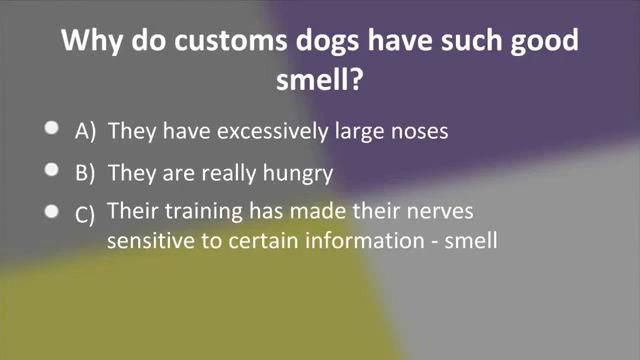 Why do customs dogs have such good
smell?
A) They have excessively large noses
B) They are really hungry
C) Their training has made their nerves
sensitive to certain information - smell